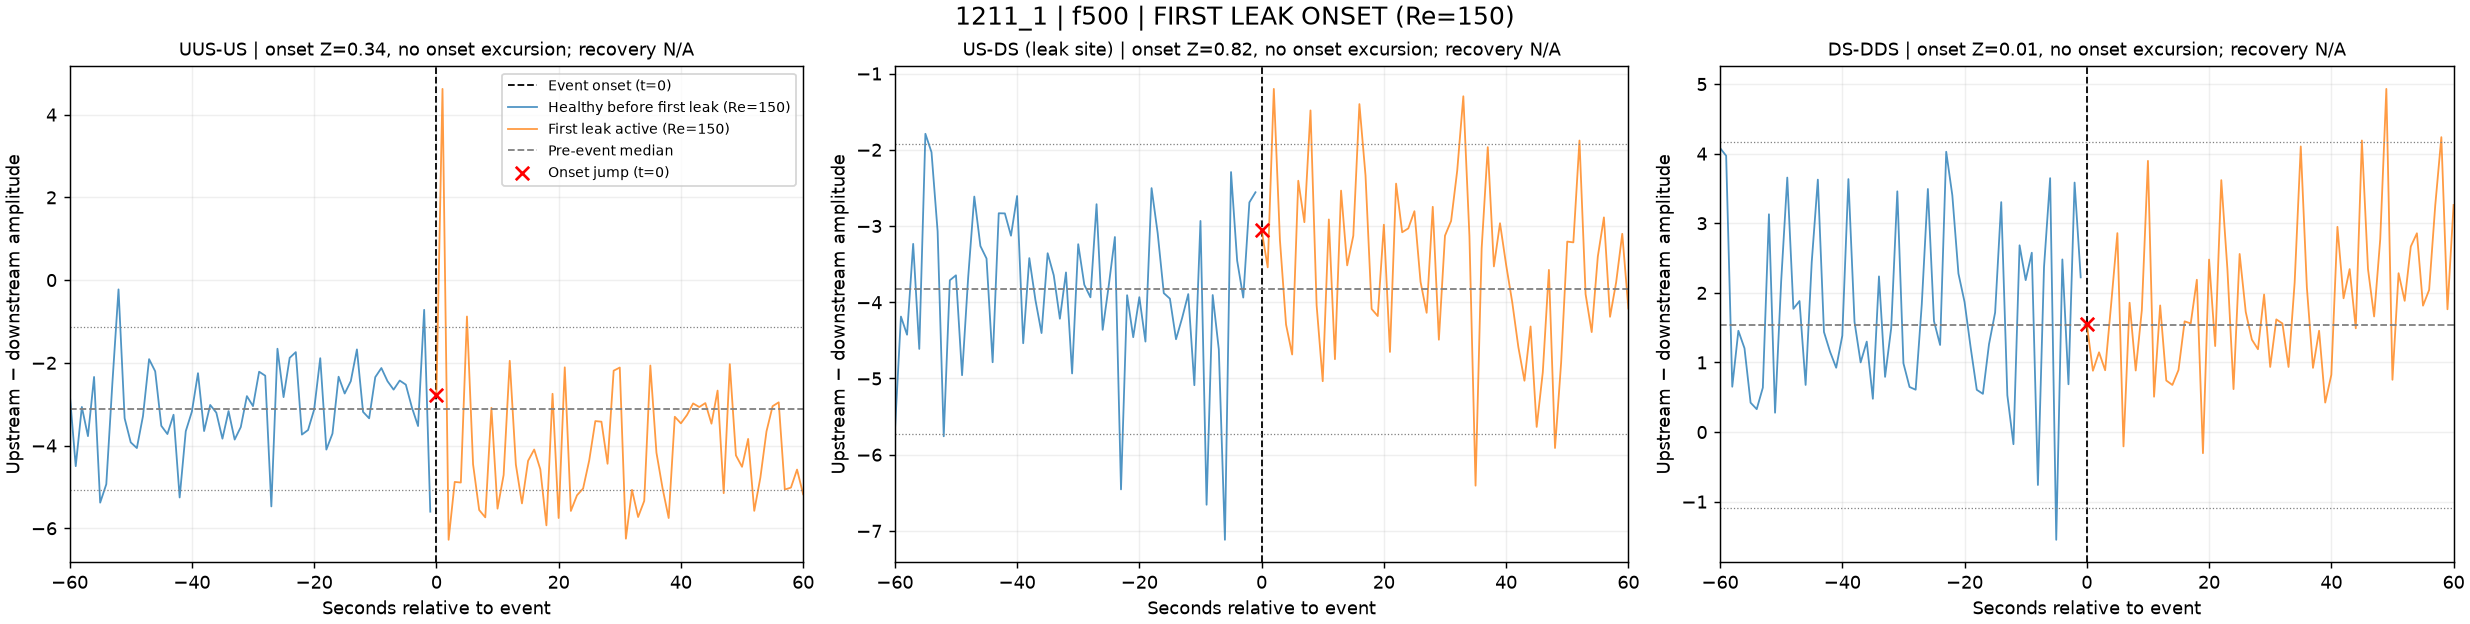 1211_1 | f500 | FIRST LEAK ONSET (Re=150)
UUS-US | onset Z=0.34, no onset excursion; recovery N/A
Upstream − downstream amplitude
4
2
0
−2
−4
−6
−60
−40
−20
0
20
40
60
Seconds relative to event
Event onset (t=0)
Healthy before first leak (Re=150)
First leak active (Re=150)
Pre-event median
Onset jump (t=0)
US-DS (leak site) | onset Z=0.82, no onset excursion; recovery N/A
Upstream − downstream amplitude
−1
−2
−3
−4
−5
−6
−7
−60
−40
−20
0
20
40
60
Seconds relative to event
DS-DDS | onset Z=0.01, no onset excursion; recovery N/A
Upstream − downstream amplitude
5
4
3
2
1
0
−1
−60
−40
−20
0
20
40
60
Seconds relative to event